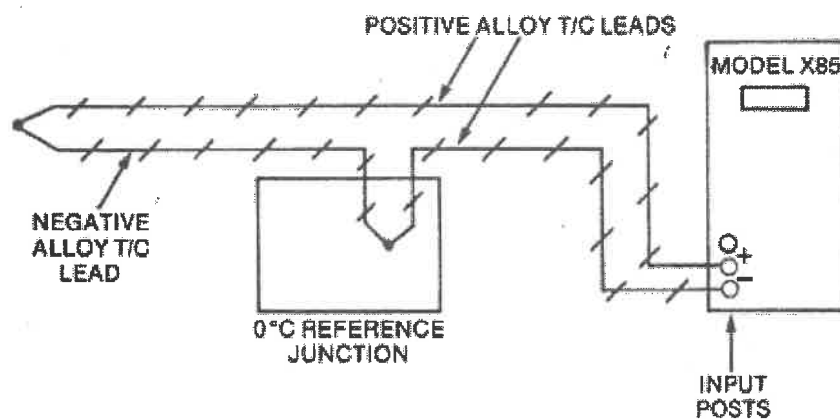 POSITIVE ALLOY T/C LEADS
MODEL X85
NEGATIVE
ALLOY T/C
LEAD
+
-
0°C REFERENCE
JUNCTION
INPUT
POSTS